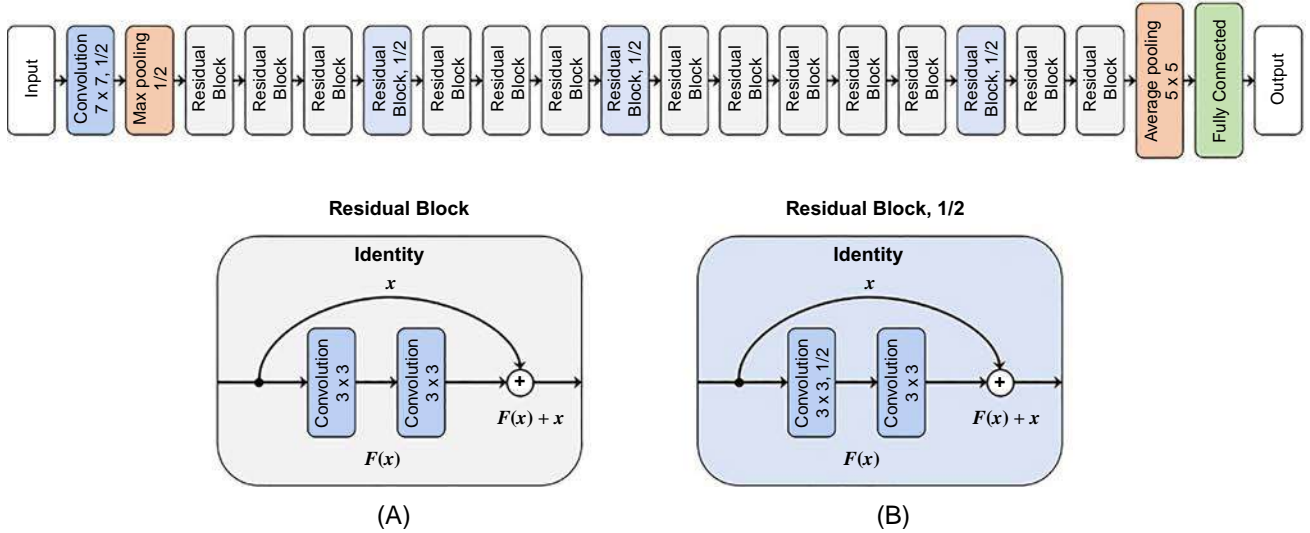 Input
Convolution
7 x 7, 1/2
Max pooling
1/2
Residual
Block
Residual
Block
Residual
Block
Residual
Block, 1/2
Residual
Block
Residual
Block
Residual
Block
Residual
Block, 1/2
Residual
Block
Residual
Block
Residual
Block
Residual
Block
Residual
Block
Residual
Block, 1/2
Residual
Block
Residual
Block
Average pooling
5 x 5
Fully Connected
Output
Residual Block
Identity
x
Convolution
3 x 3
Convolution
3 x 3
+
F(x) + x
F(x)
(A)
Residual Block, 1/2
Identity
x
Convolution
3 x 3, 1/2
Convolution
3 x 3
+
F(x) + x
F(x)
(B)